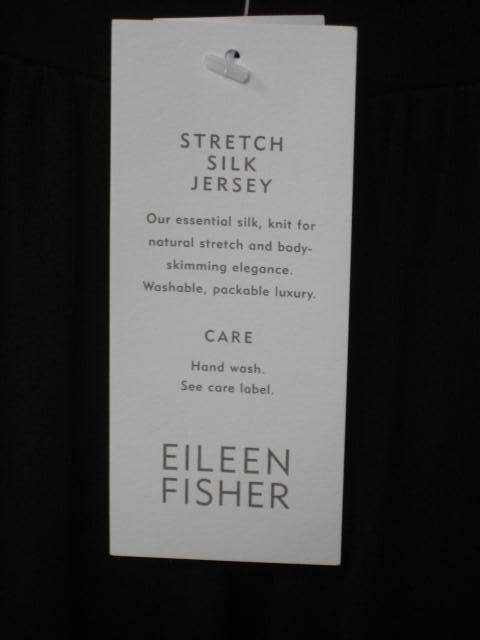 STRETCH
SILK
JERSEY
Our essential silk, knit for
natural stretch and body-
skimming elegance.
Washable, packable luxury.
CARE
Hand wash.
See care label.
EILEEN
FISHER